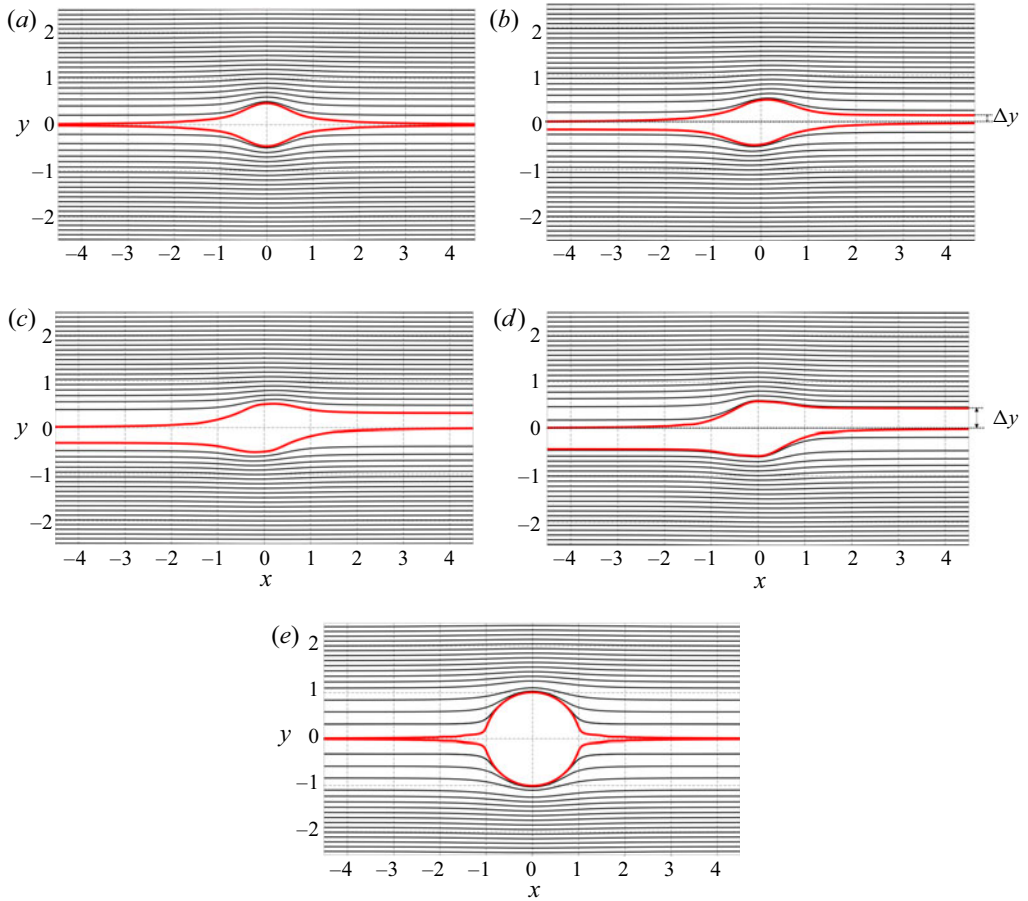 (a)
2
1
y 0
–1
–2
–4 –3 –2 –1 0 1 2 3 4
(b)
2
1
y 0 Δy
–1
–2
–4 –3 –2 –1 0 1 2 3 4
(c)
2
1
y 0
–1
–2
–4 –3 –2 –1 0 1 2 3 4
x
(d)
2
1
0 Δy
–1
–2
–4 –3 –2 –1 0 1 2 3 4
x
(e)
2
1
y 0
–1
–2
–4 –3 –2 –1 0 1 2 3 4
x